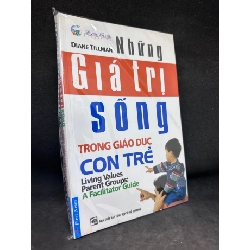 DIANE TILLMAN
Những
Giá trị
sống
TRONG GIÁO DỤC
CON TRẺ
Living Values
Parent Groups:
A Facilitator Guide